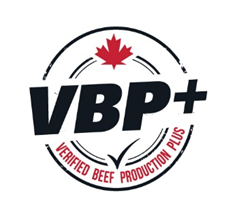 VBP+
VERIFIED BEEF PRODUCTION PLUS